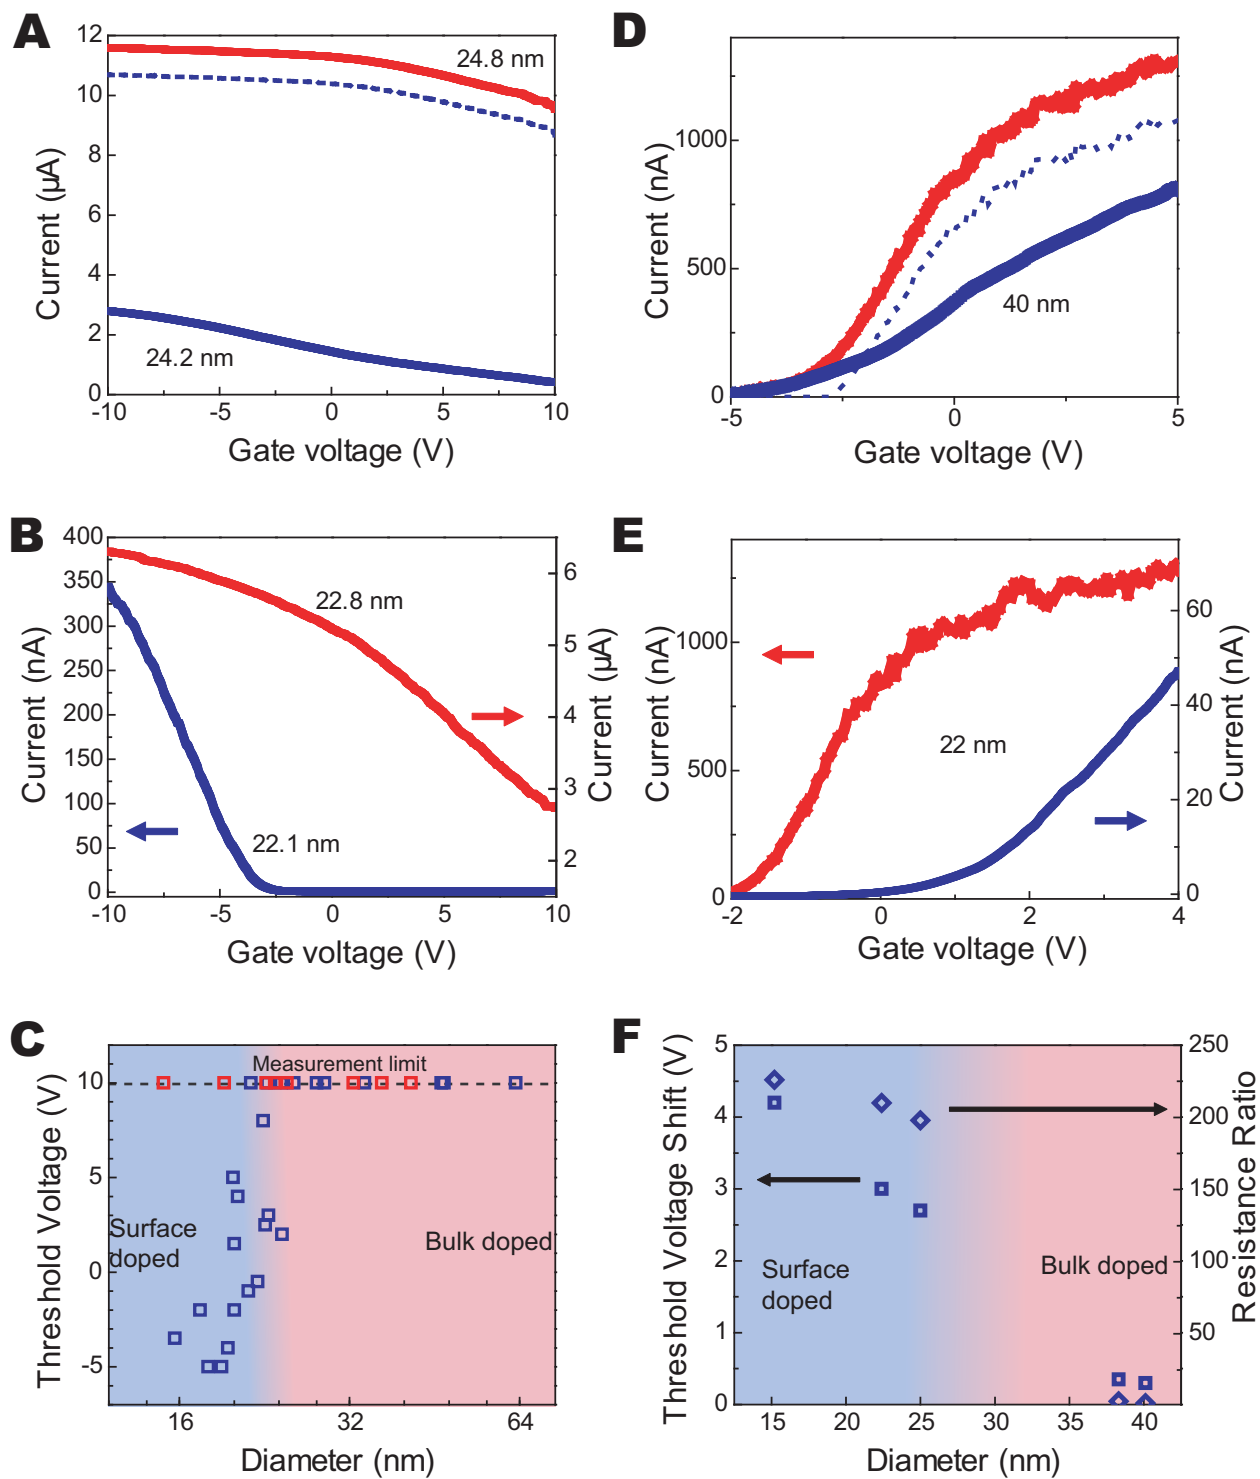 A
12
10
8
6
4
2
0
Current (µA)
24.8 nm
24.2 nm
-10
-5
0
5
10
Gate voltage (V)
D
1000
500
0
Current (nA)
40 nm
-5
0
5
Gate voltage (V)
B
400
350
300
250
200
150
100
50
0
Current (nA)
22.8 nm
22.1 nm
6
5
4
3
2
Current (µA)
-10
-5
0
5
10
Gate voltage (V)
E
1000
500
0
Current (nA)
22 nm
60
40
20
0
Current (nA)
-2
0
2
4
Gate voltage (V)
C
10
5
0
-5
Threshold Voltage (V)
Measurement limit
Surface
doped
Bulk doped
16
32
64
Diameter (nm)
F
5
4
3
2
1
0
Threshold Voltage Shift (V)
Surface
doped
Bulk doped
250
200
150
100
50
Resistance Ratio
15
20
25
30
35
40
Diameter (nm)